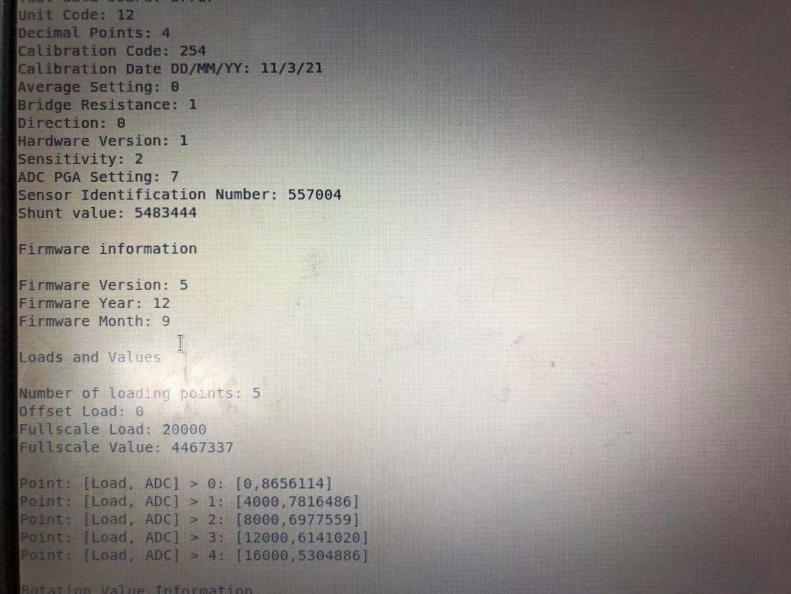 Unit Code: 12
Decimal Points: 4
Calibration Code: 254
Calibration Date DD/MM/YY: 11/3/21
Average Setting: 0
Bridge Resistance: 1
Direction: 0
Hardware Version: 1
Sensitivity: 2
ADC PGA Setting: 7
Sensor Identification Number: 557004
Shunt value: 5483444
Firmware information
Firmware Version: 5
Firmware Year: 12
Firmware Month: 9
Loads and Values
Number of loading points: 5
Offset Load: 0
Fullscale Load: 20000
Fullscale Value: 4467337
Point: [Load, ADC] > 0: [0,8656114]
Point: [Load, ADC] > 1: [4000,7816486]
Point: [Load, ADC] > 2: [8000,6977559]
Point: [Load, ADC] > 3: [12000,6141020]
Point: [Load, ADC] > 4: [16000,5304886]
Rotation Value Information